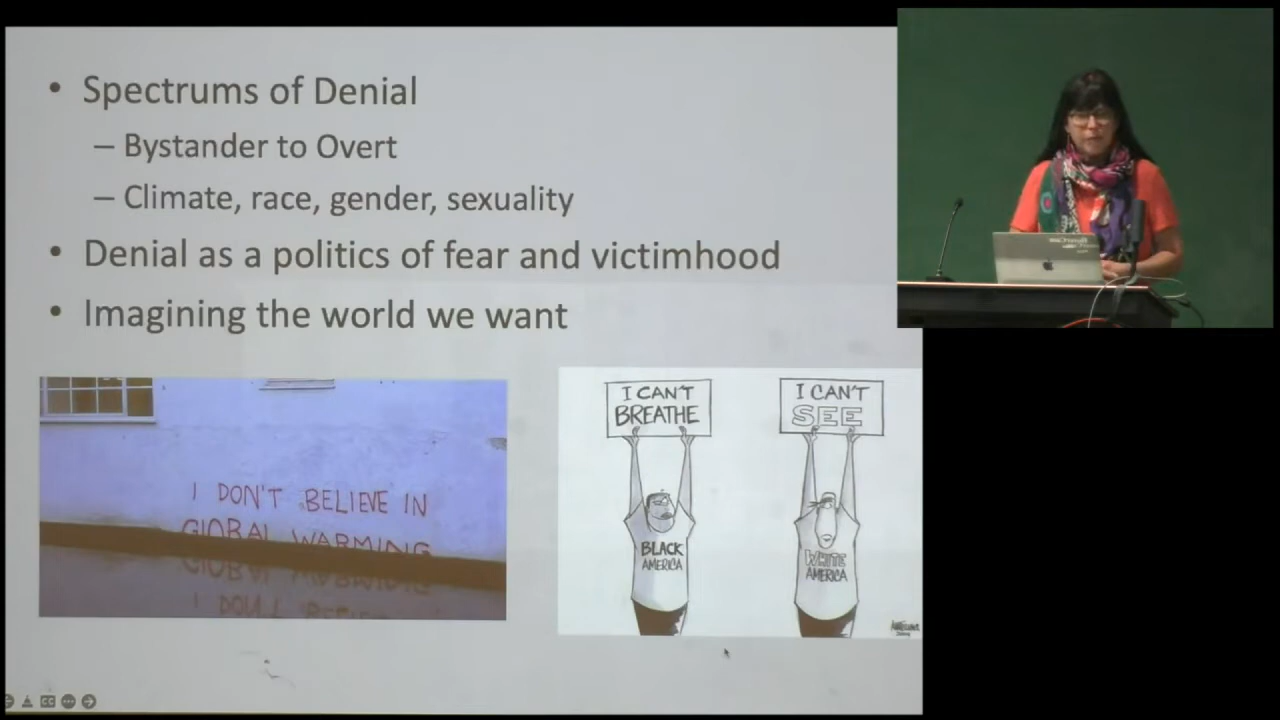 • Spectrums of Denial
– Bystander to Overt
– Climate, race, gender, sexuality
• Denial as a politics of fear and victimhood
• Imagining the world we want
I DON'T BELIEVE IN
GLOBAL WARMING
I CAN'T
BREATHE
BLACK
AMERICA
I CAN'T
SEE
WHITE
AMERICA